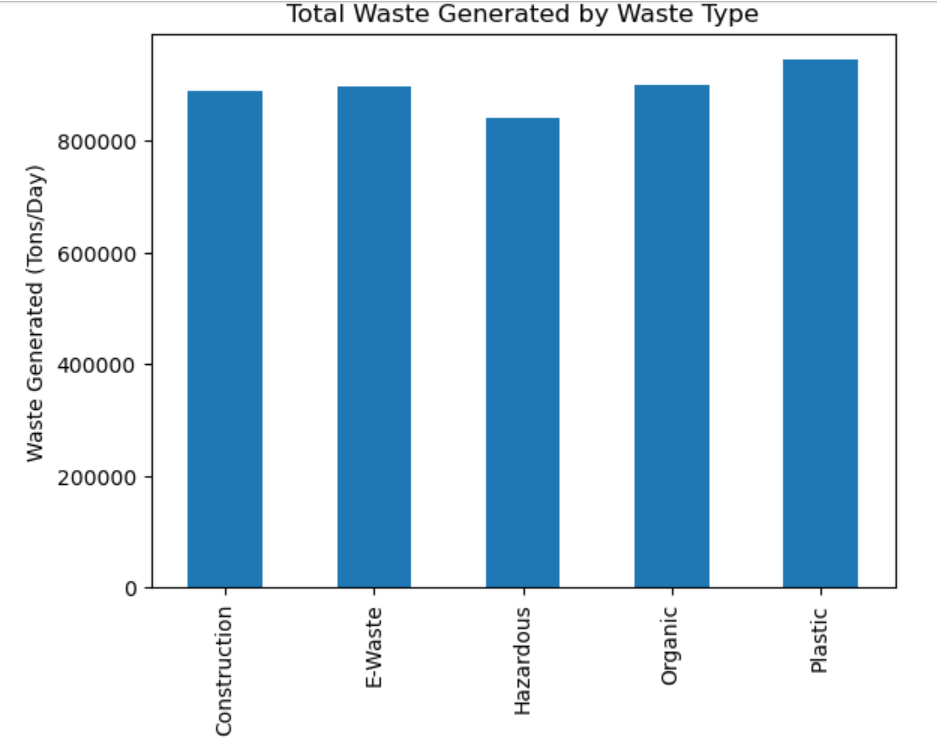 Total Waste Generated by Waste Type
Waste Generated (Tons/Day)
800000
600000
400000
200000
0
Construction
E-Waste
Hazardous
Organic
Plastic